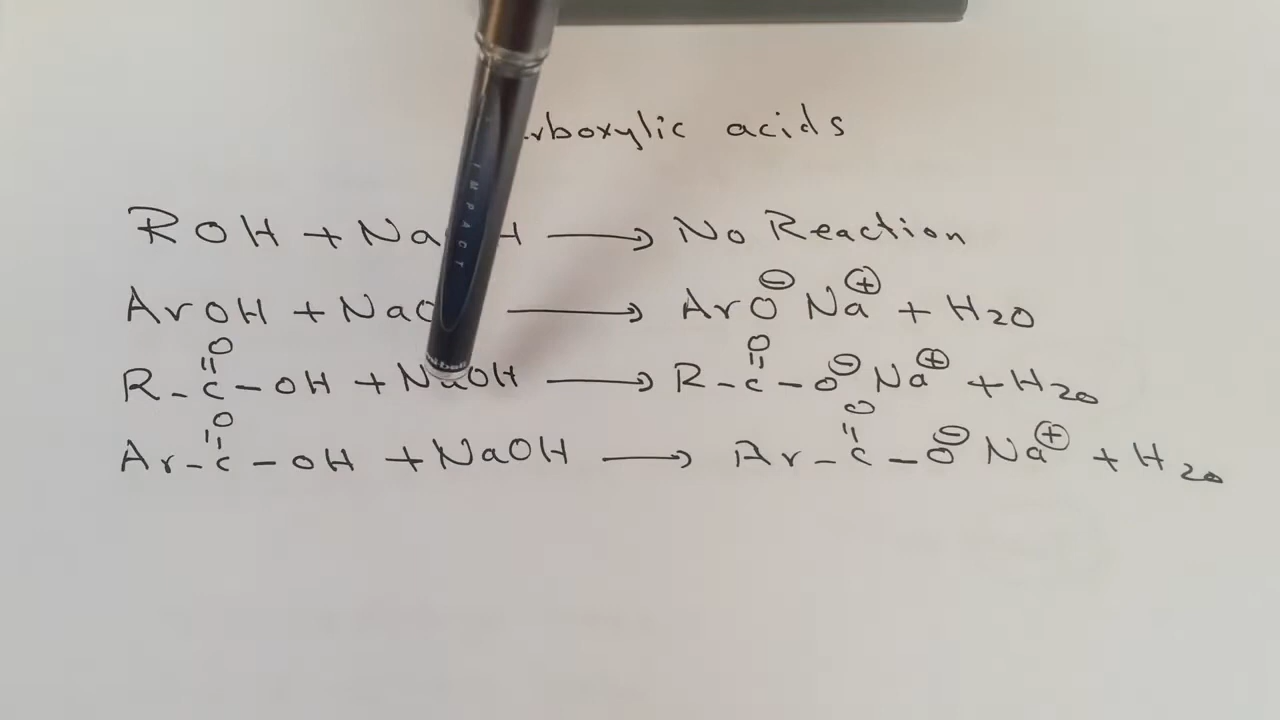 rboxylic acids
IMPACT
ROH + Na H ⟶ No Reaction
ArOH + NaO ⟶ ArO⊖ Na⊕ + H2O
O
R-C-OH + NaOH ⟶ R-C-O⊖ Na⊕ + H2O
O
Ar-C-OH + NaOH ⟶ Ar-C-O⊖ Na⊕ + H2O